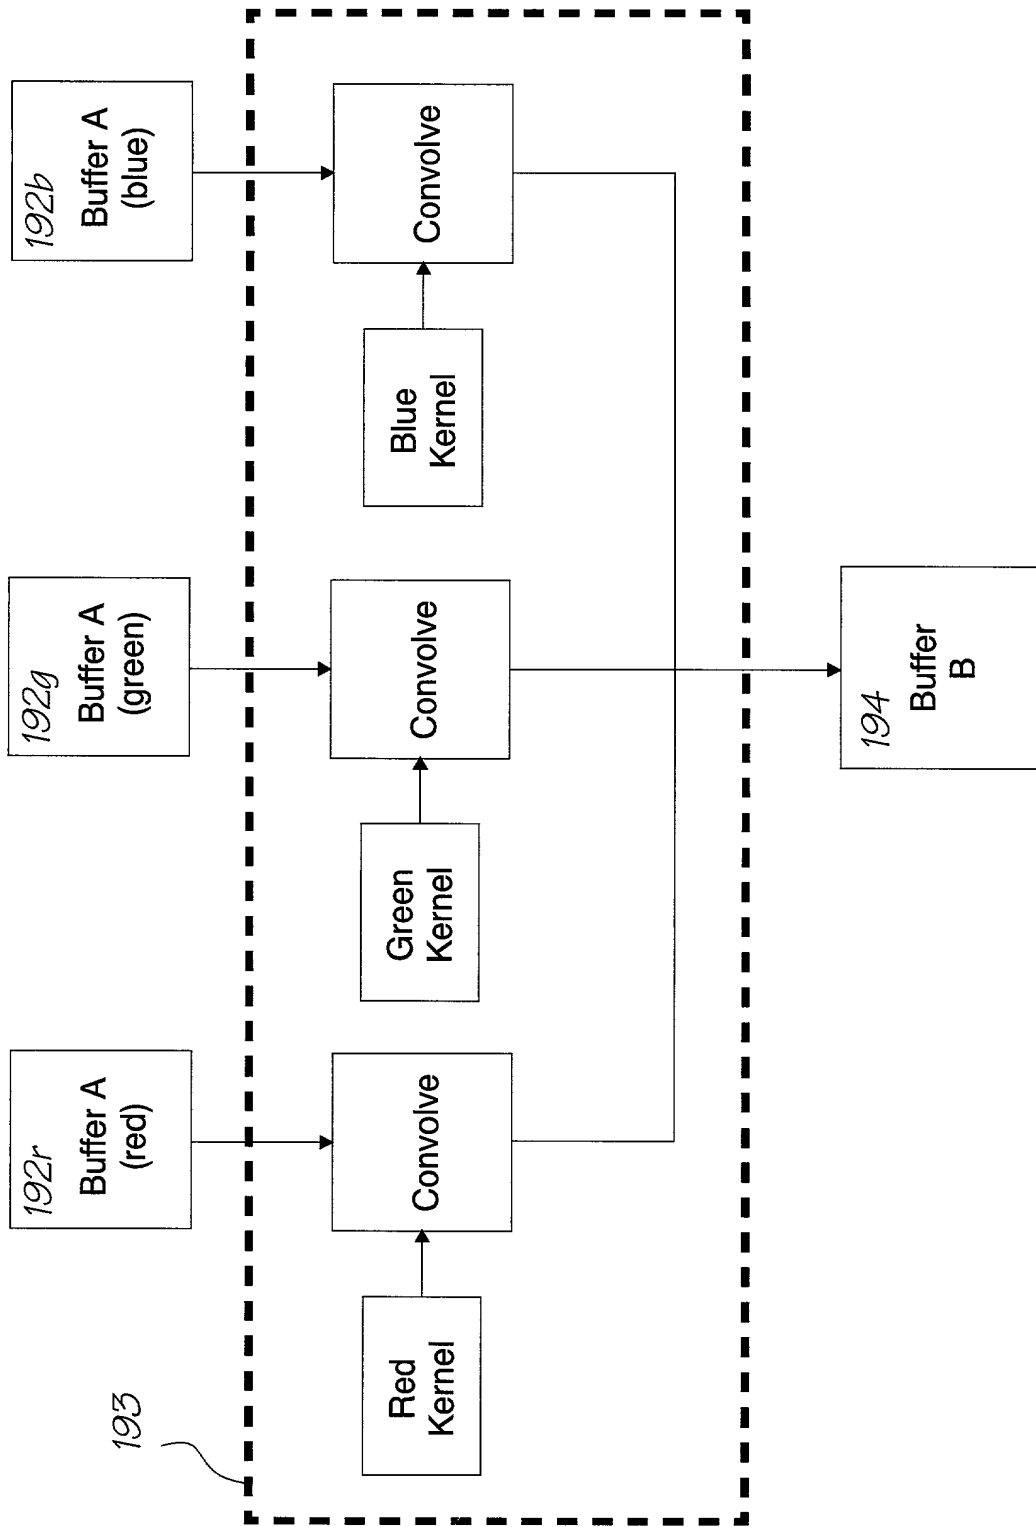 192r
Buffer A
(red)
192g
Buffer A
(green)
192b
Buffer A
(blue)
193
Red
Kernel
Convolve
Green
Kernel
Convolve
Blue
Kernel
Convolve
194
Buffer
B